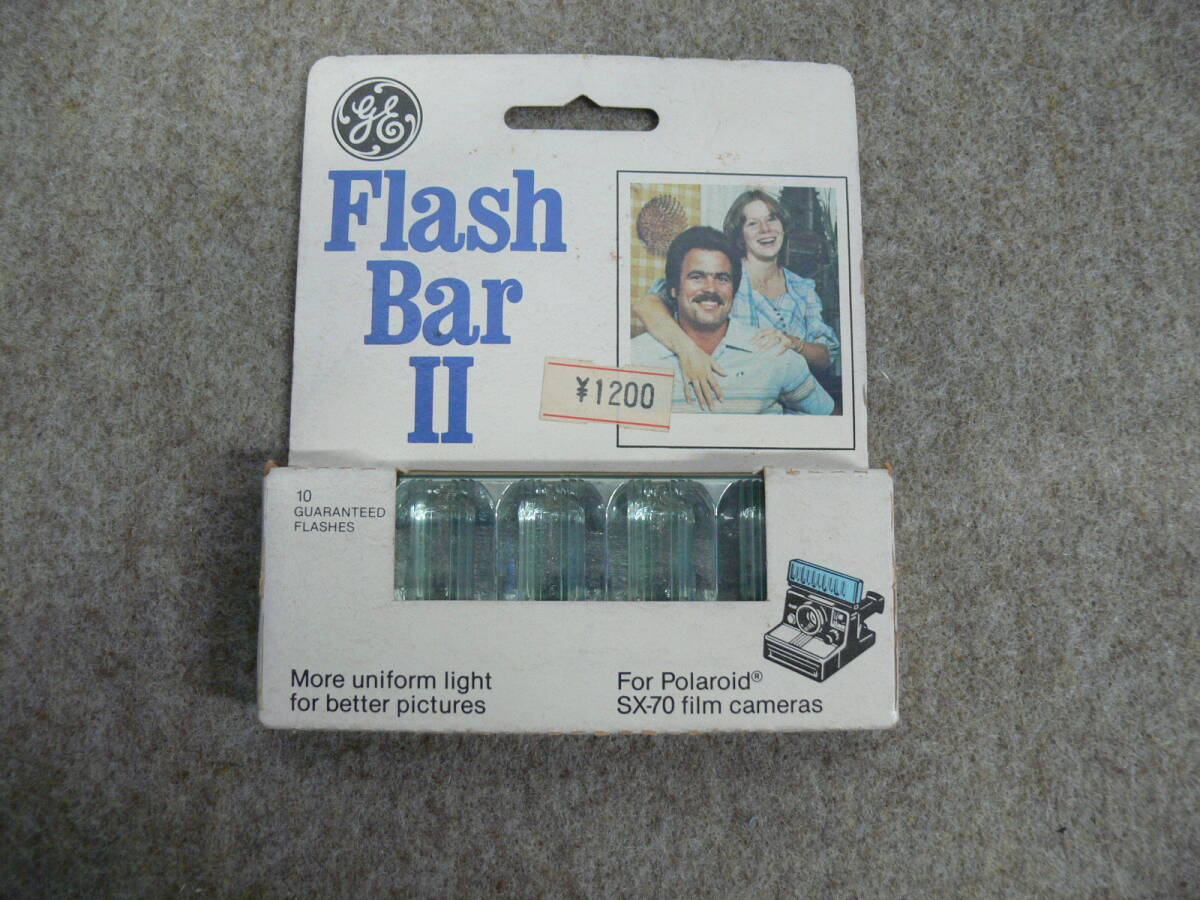 GE
Flash
Bar
II
¥1200
10
GUARANTEED
FLASHES
More uniform light
for better pictures
For Polaroid®
SX-70 film cameras